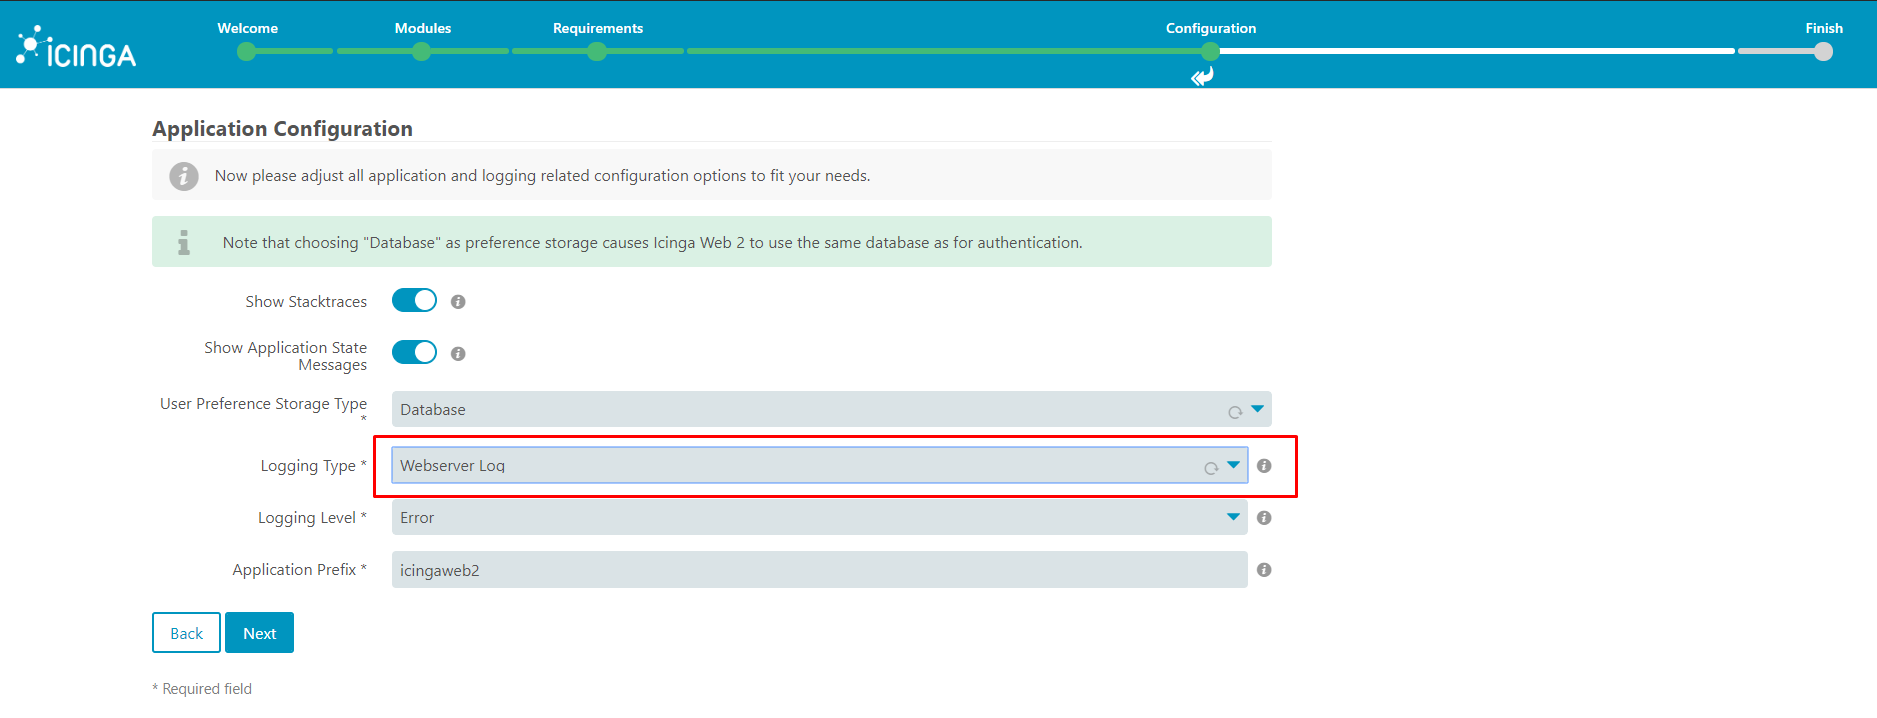 Welcome
Modules
Requirements
Configuration
Finish
ICINGA
Application Configuration
Now please adjust all application and logging related configuration options to fit your needs.
Note that choosing "Database" as preference storage causes Icinga Web 2 to use the same database as for authentication.
Show Stacktraces
Show Application State
Messages
User Preference Storage Type
*
Database
Logging Type *
Webserver Log
Logging Level *
Error
Application Prefix *
icingaweb2
Back
Next
* Required field